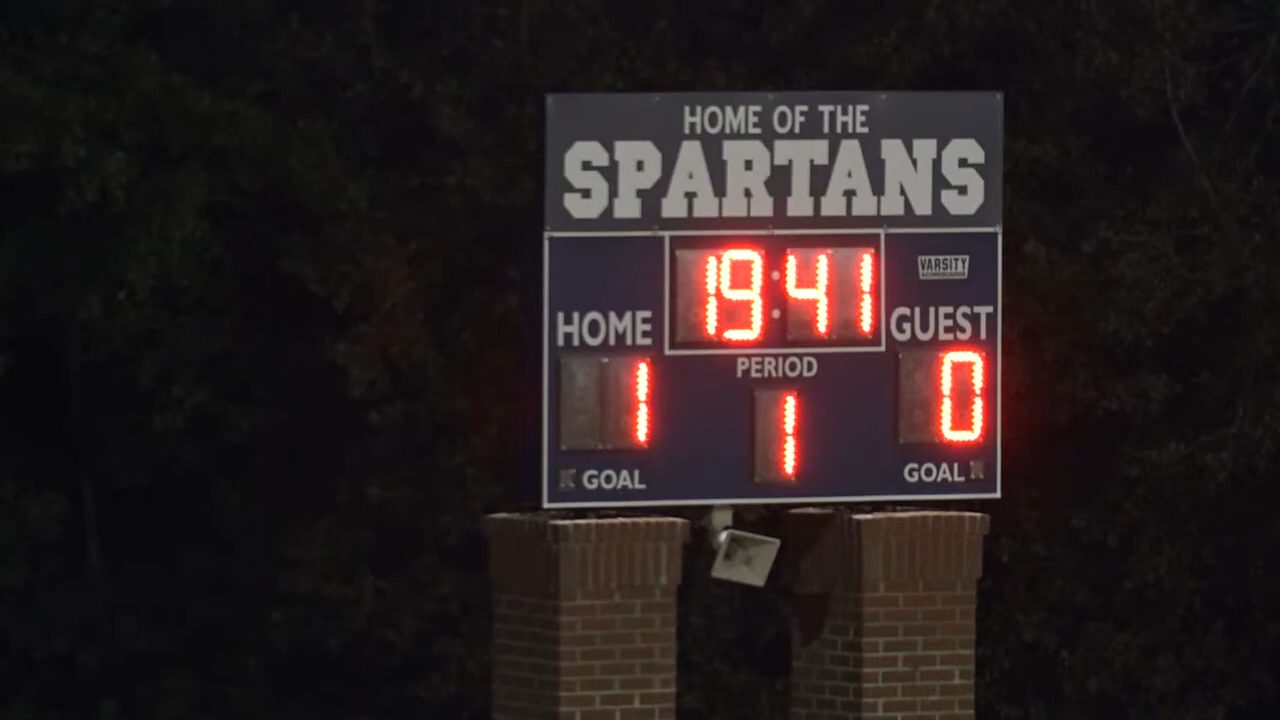 HOME OF THE
SPARTANS
19:41
VARSITY
HOME
GUEST
PERIOD
1
1
0
GOAL
GOAL